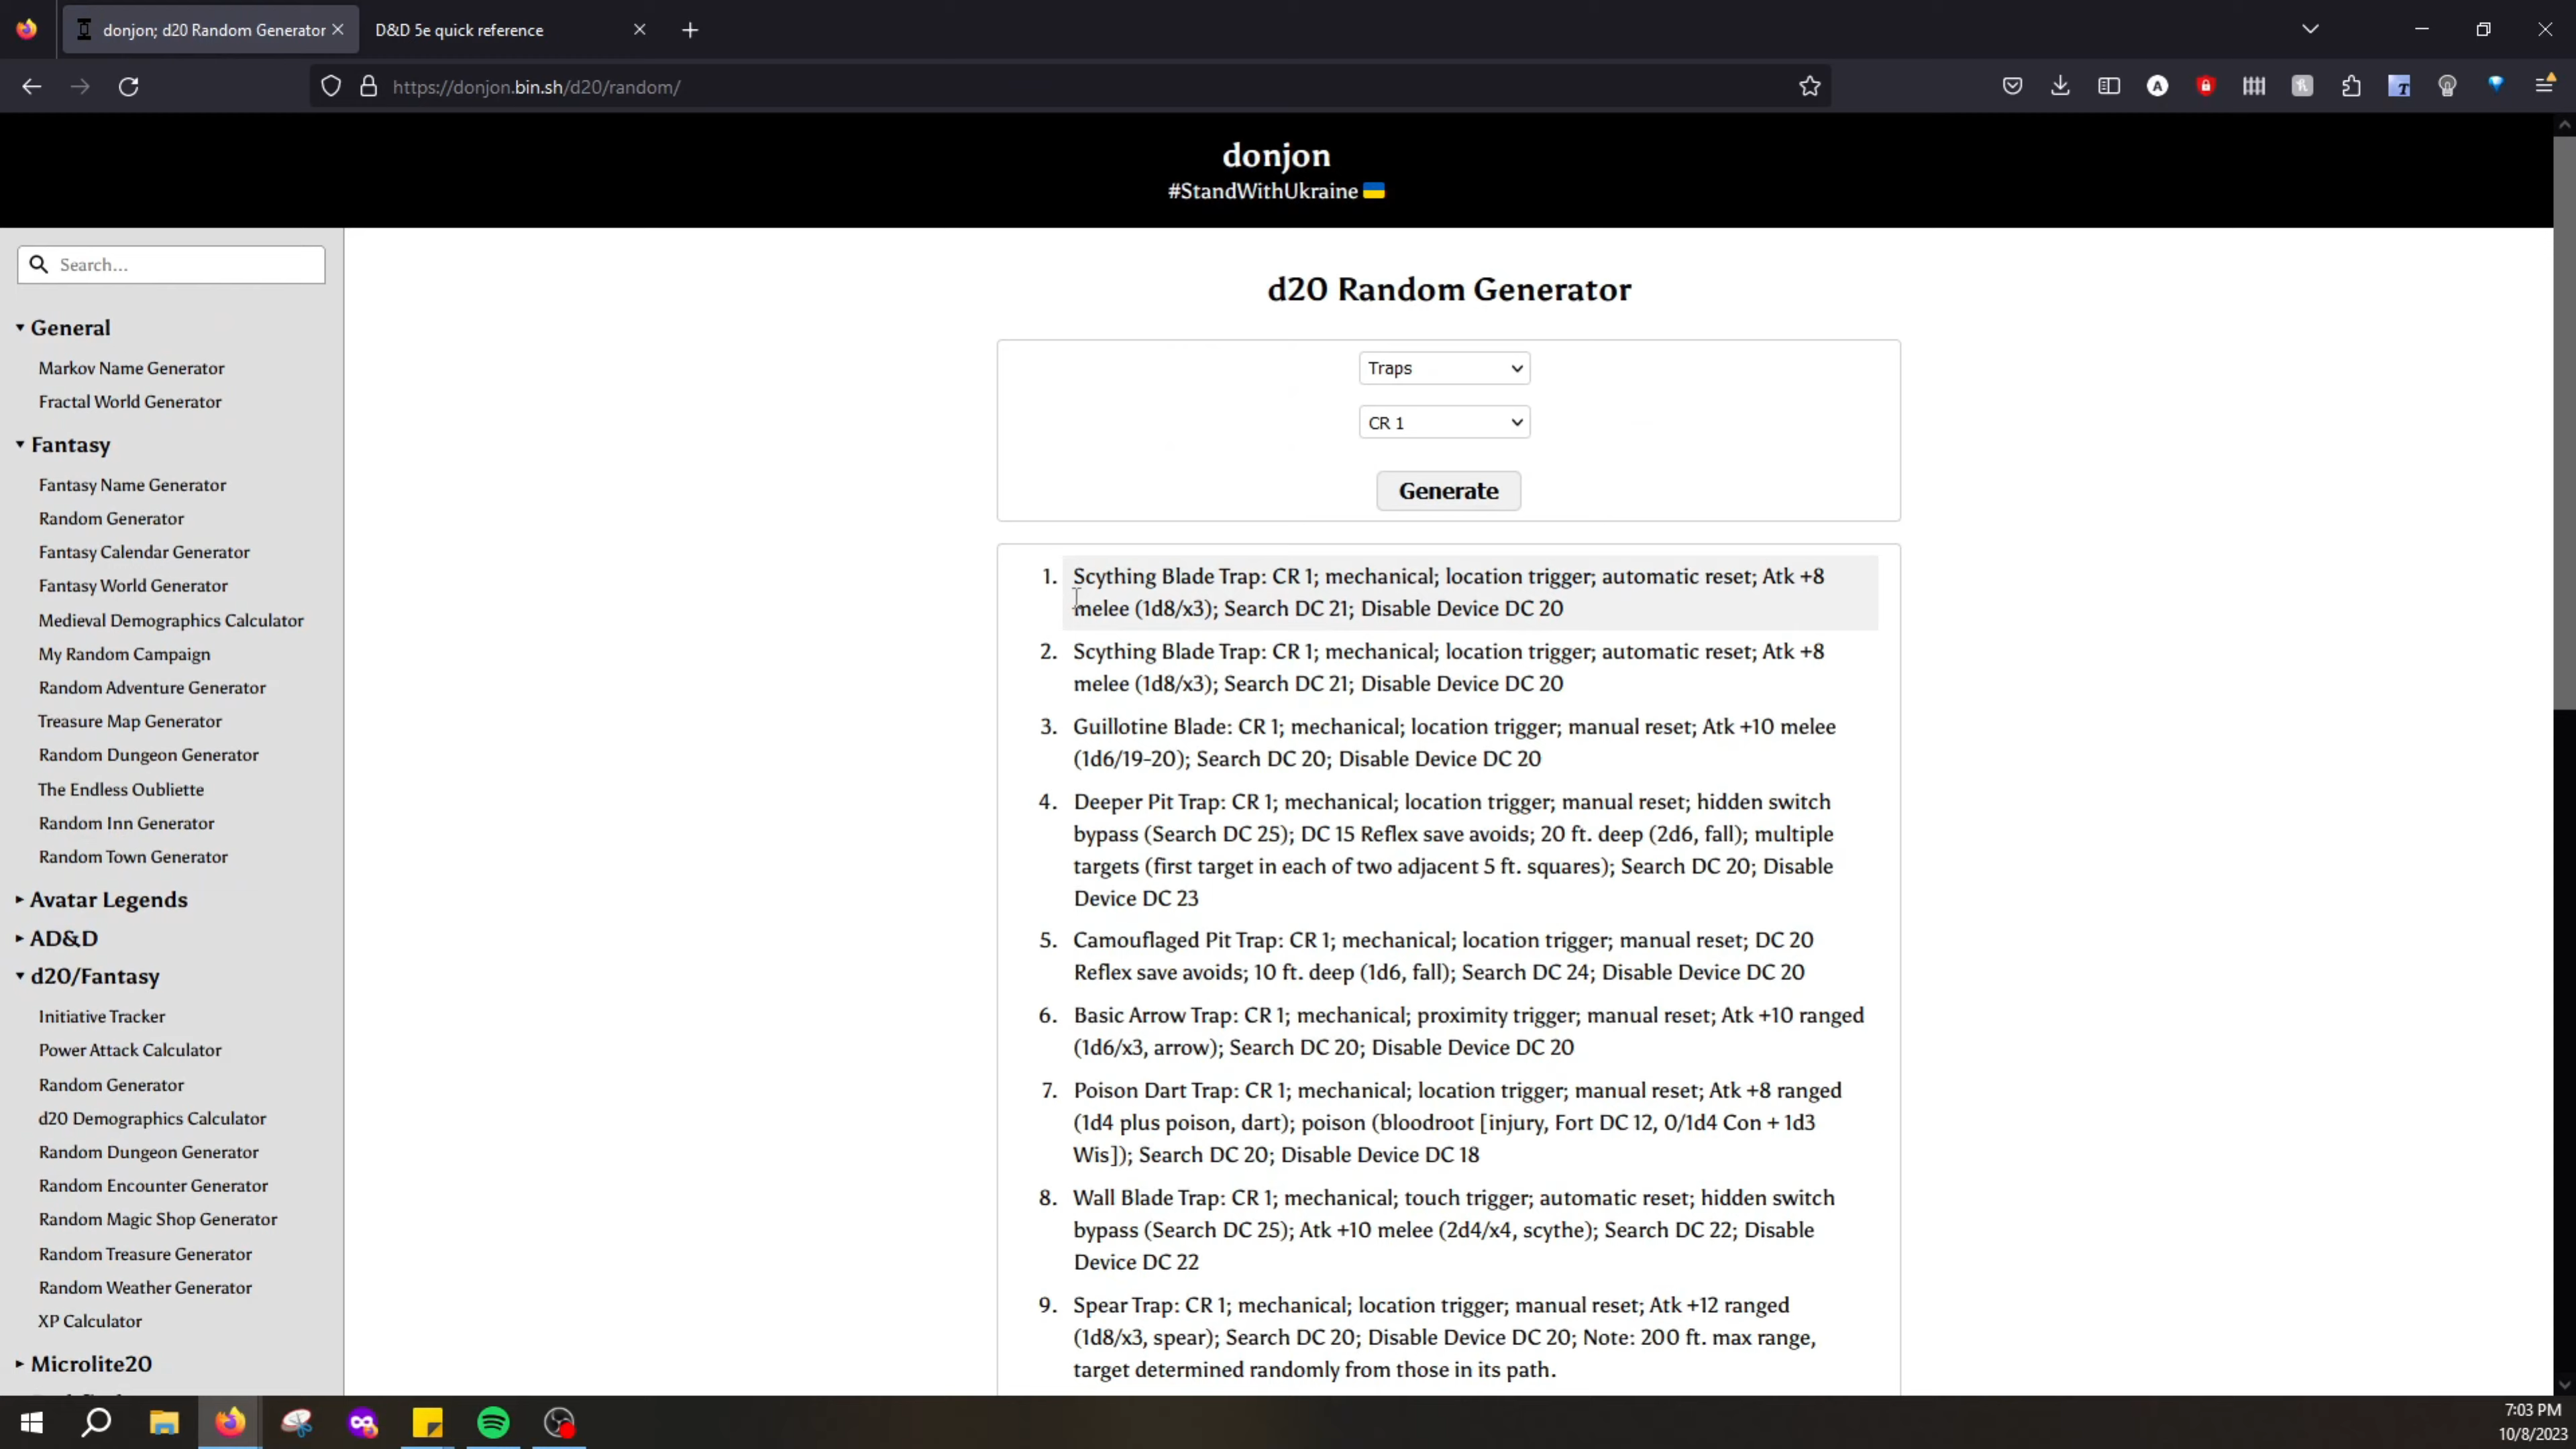 donjon; d20 Random Generator
D&D 5e quick reference
https://donjon.bin.sh/d20/random/
donjon
#StandWithUkraine
Search...
General
Markov Name Generator
Fractal World Generator
Fantasy
Fantasy Name Generator
Random Generator
Fantasy Calendar Generator
Fantasy World Generator
Medieval Demographics Calculator
My Random Campaign
Random Adventure Generator
Treasure Map Generator
Random Dungeon Generator
The Endless Oubliette
Random Inn Generator
Random Town Generator
Avatar Legends
AD&D
d20/Fantasy
Initiative Tracker
Power Attack Calculator
Random Generator
d20 Demographics Calculator
Random Dungeon Generator
Random Encounter Generator
Random Magic Shop Generator
Random Treasure Generator
Random Weather Generator
XP Calculator
Microlite20
d20 Random Generator
Traps
CR 1
Generate
1. Scything Blade Trap: CR 1; mechanical; location trigger; automatic reset; Atk +8
melee (1d8/x3); Search DC 21; Disable Device DC 20
2. Scything Blade Trap: CR 1; mechanical; location trigger; automatic reset; Atk +8
melee (1d8/x3); Search DC 21; Disable Device DC 20
3. Guillotine Blade: CR 1; mechanical; location trigger; manual reset; Atk +10 melee
(1d6/19-20); Search DC 20; Disable Device DC 20
4. Deeper Pit Trap: CR 1; mechanical; location trigger; manual reset; hidden switch
bypass (Search DC 25); DC 15 Reflex save avoids; 20 ft. deep (2d6, fall); multiple
targets (first target in each of two adjacent 5 ft. squares); Search DC 20; Disable
Device DC 23
5. Camouflaged Pit Trap: CR 1; mechanical; location trigger; manual reset; DC 20
Reflex save avoids; 10 ft. deep (1d6, fall); Search DC 24; Disable Device DC 20
6. Basic Arrow Trap: CR 1; mechanical; proximity trigger; manual reset; Atk +10 ranged
(1d6/x3, arrow); Search DC 20; Disable Device DC 20
7. Poison Dart Trap: CR 1; mechanical; location trigger; manual reset; Atk +8 ranged
(1d4 plus poison, dart); poison (bloodroot [injury, Fort DC 12, 0/1d4 Con + 1d3
Wis]); Search DC 20; Disable Device DC 18
8. Wall Blade Trap: CR 1; mechanical; touch trigger; automatic reset; hidden switch
bypass (Search DC 25); Atk +10 melee (2d4/x4, scythe); Search DC 22; Disable
Device DC 22
9. Spear Trap: CR 1; mechanical; location trigger; manual reset; Atk +12 ranged
(1d8/x3, spear); Search DC 20; Disable Device DC 20; Note: 200 ft. max range,
target determined randomly from those in its path.
7:03 PM
10/8/2023